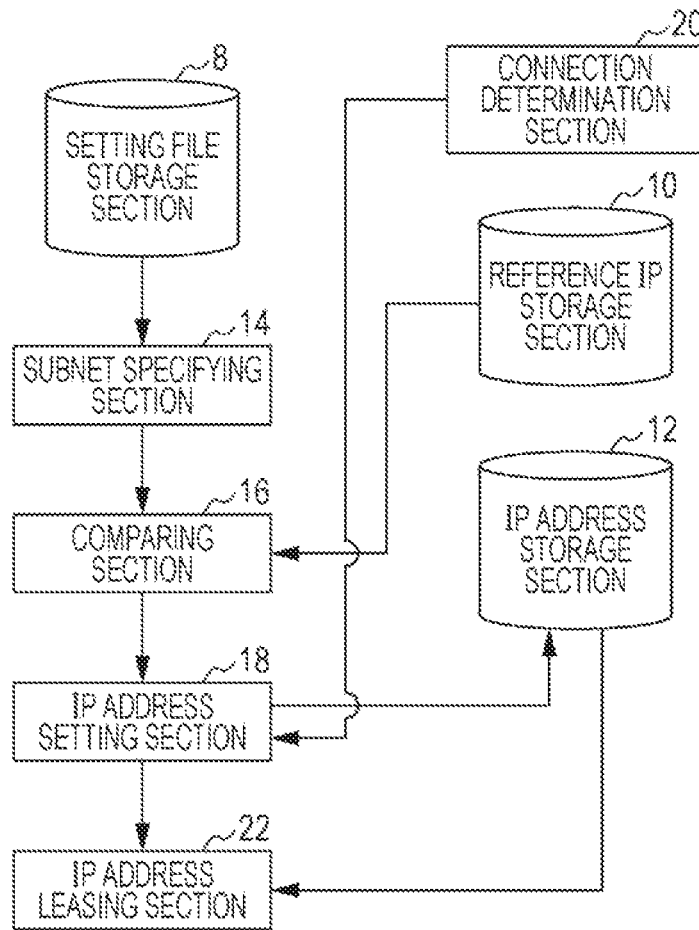 8
SETTING FILE
STORAGE
SECTION
20
CONNECTION
DETERMINATION
SECTION
10
REFERENCE IP
STORAGE
SECTION
14
SUBNET SPECIFYING
SECTION
12
IP ADDRESS
STORAGE
SECTION
16
COMPARING
SECTION
18
IP ADDRESS
SETTING SECTION
22
IP ADDRESS
LEASING SECTION